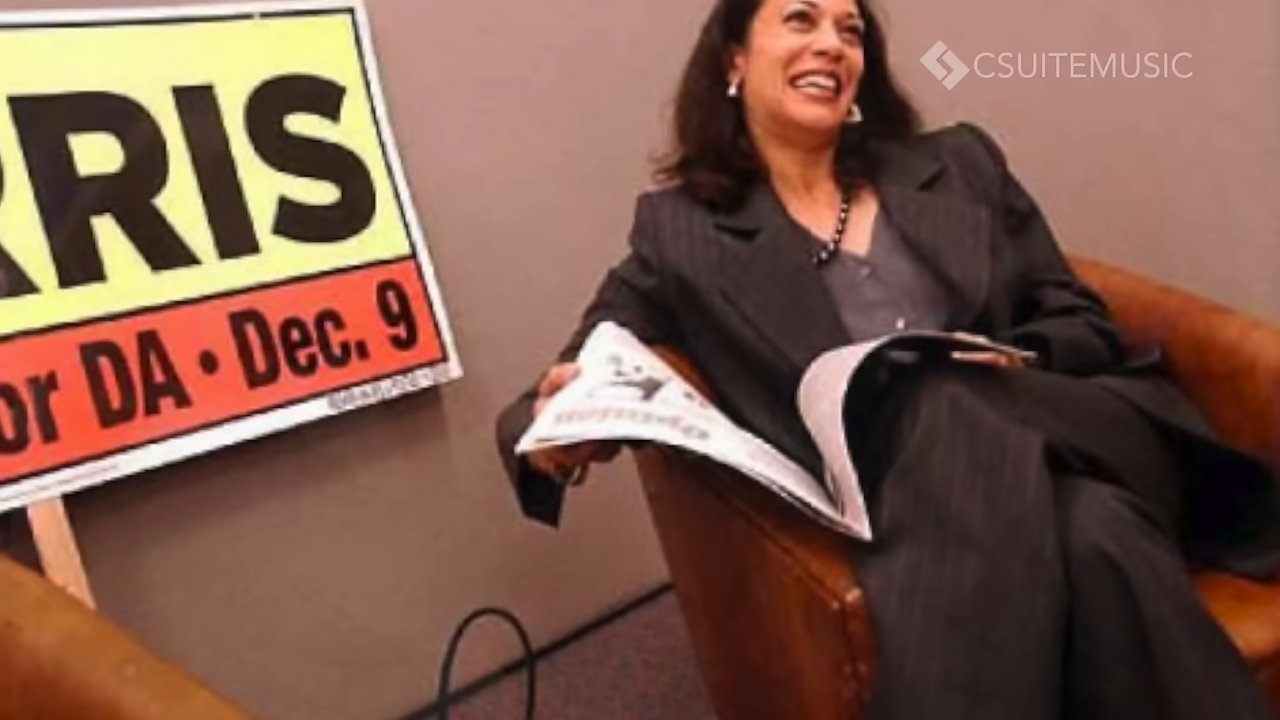 RRIS
or DA • Dec. 9
CSUITEMUSIC